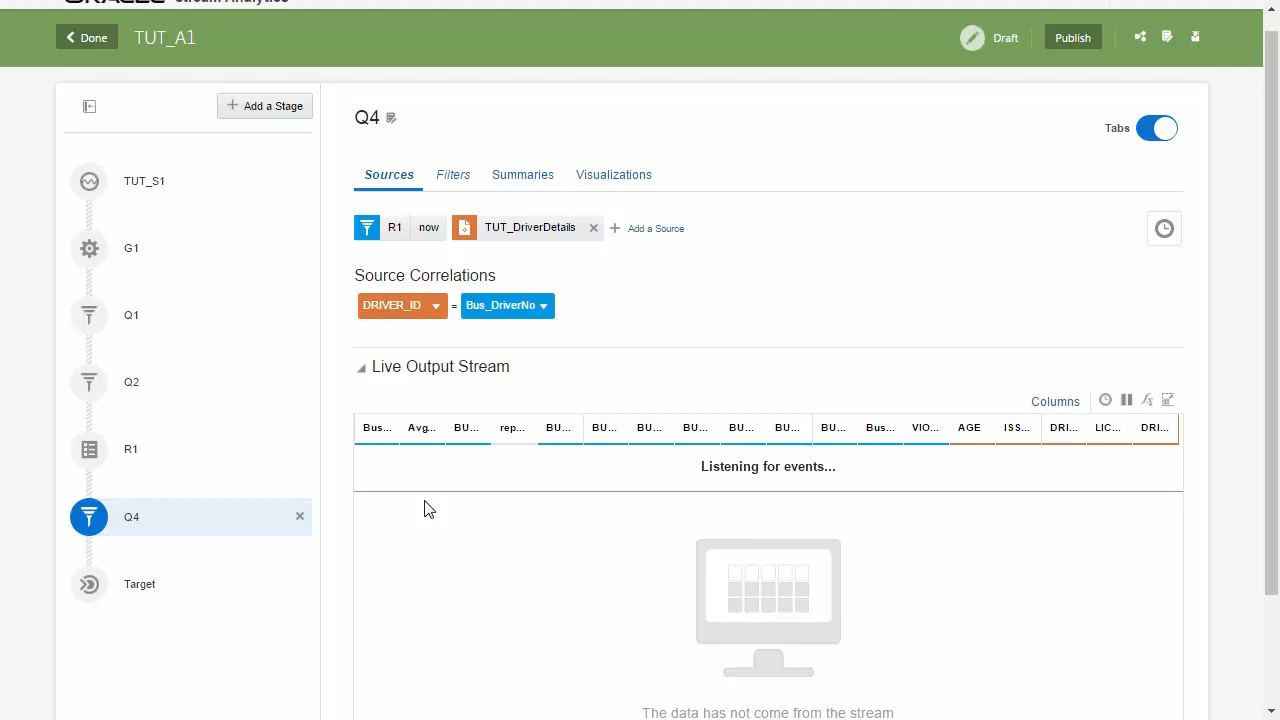 ORACLE Stream Analytics
Done
TUT_A1
Draft
Publish
Add a Stage
TUT_S1
G1
Q1
Q2
R1
Q4
Target
Q4
Tabs
Sources Filters Summaries Visualizations
R1 now TUT_DriverDetails Add a Source
Source Correlations
DRIVER_ID = Bus_DriverNo
Live Output Stream
Columns
Bus... Avg... BU... rep... BU... BU... BU... BU... BU... BU... BU... Bus... VIO... AGE ISS... DRI... LIC... DRI...
Listening for events...
The data has not come from the stream